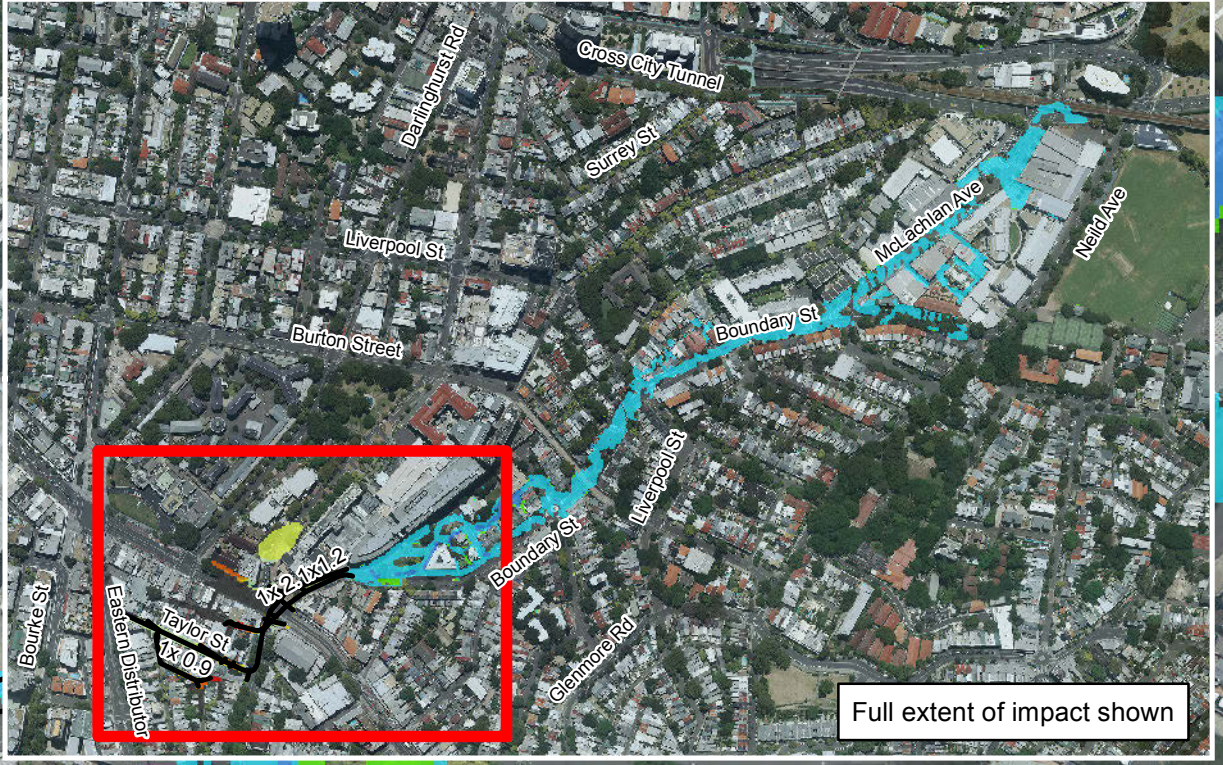 Cross City Tunnel
Darlinghurst Rd
Surrey St
McLachlan Ave
Neild Ave
Liverpool St
Boundary St
Burton Street
Liverpool St
Boundary St
1x 2.1x1.2
Glenmore Rd
Taylor St
1x 0.9
Eastern Distributor
Bourke St
Full extent of impact shown